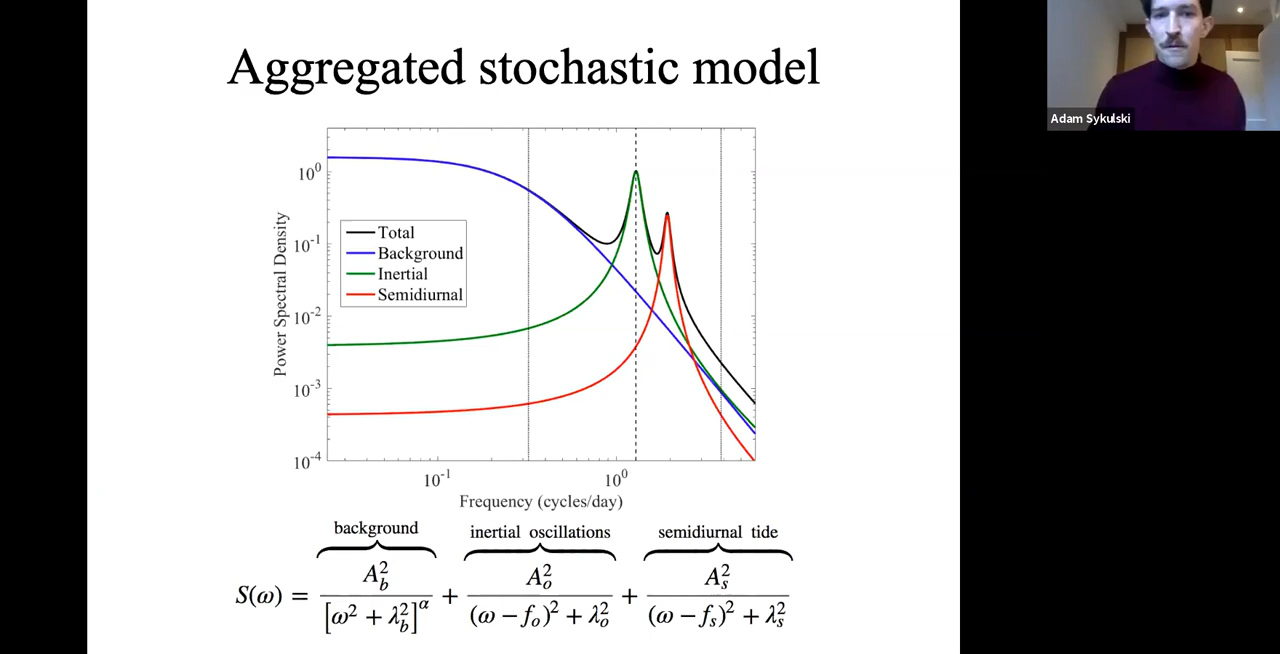 Aggregated stochastic model
Adam Sykulski
Power Spectral Density
10^0
10^-1
10^-2
10^-3
10^-4
Total
Background
Inertial
Semidiurnal
10^-1 10^0
Frequency (cycles/day)
background inertial oscillations semidiurnal tide
S(ω) = A_b^2 / [ω^2 + λ_b^2]^α + A_o^2 / (ω − f_o)^2 + λ_o^2 + A_s^2 / (ω − f_s)^2 + λ_s^2